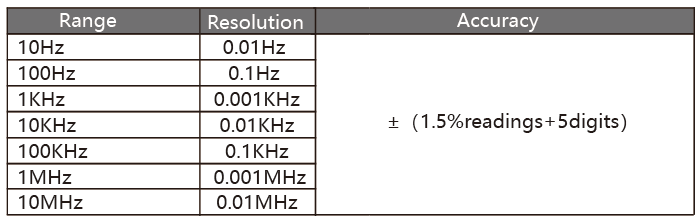 Range Resolution Accuracy
10Hz 0.01Hz
100Hz 0.1Hz
1KHz 0.001KHz
10KHz 0.01KHz
± (1.5%readings+5digits)
100KHz 0.1KHz
1MHz 0.001MHz
10MHz 0.01MHz